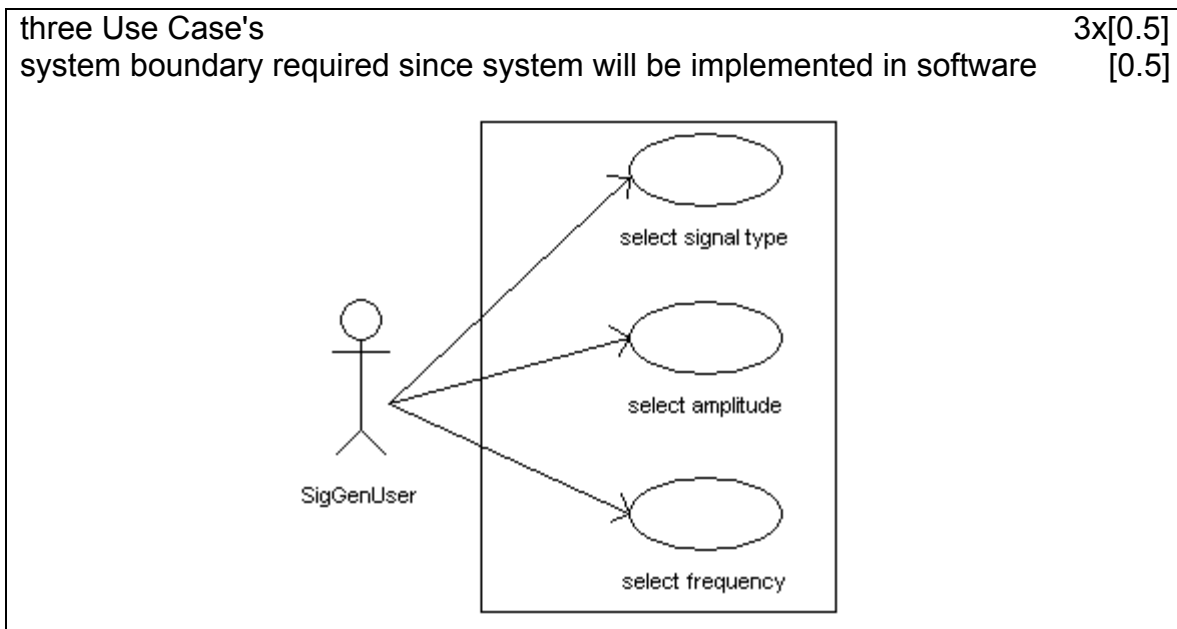 three Use Case's 3x[0.5]
system boundary required since system will be implemented in software [0.5]
select signal type
select amplitude
SigGenUser
select frequency